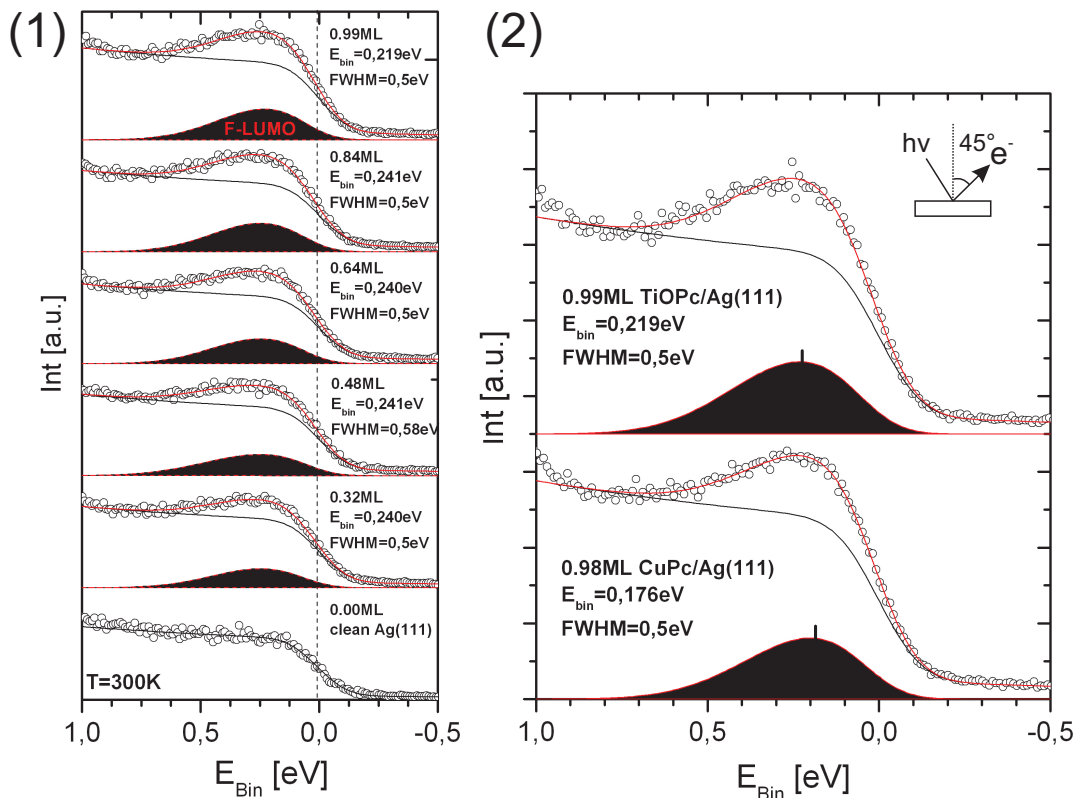 (1)
0.99ML
E_bin=0,219eV
FWHM=0,5eV
F-LUMO
0.84ML
E_bin=0,241eV
FWHM=0,5eV
0.64ML
E_bin=0,240eV
FWHM=0,5eV
0.48ML
E_bin=0,241eV
FWHM=0,58eV
0.32ML
E_bin=0,240eV
FWHM=0,5eV
0.00ML
clean Ag(111)
T=300K
Int [a.u.]
1,0 0,5 0,0 -0,5
E_Bin [eV]
(2)
hν 45° e-
0.99ML TiOPc/Ag(111)
E_bin=0,219eV
FWHM=0,5eV
0.98ML CuPc/Ag(111)
E_bin=0,176eV
FWHM=0,5eV
Int [a.u.]
1,0 0,5 0,0 -0,5
E_Bin [eV]